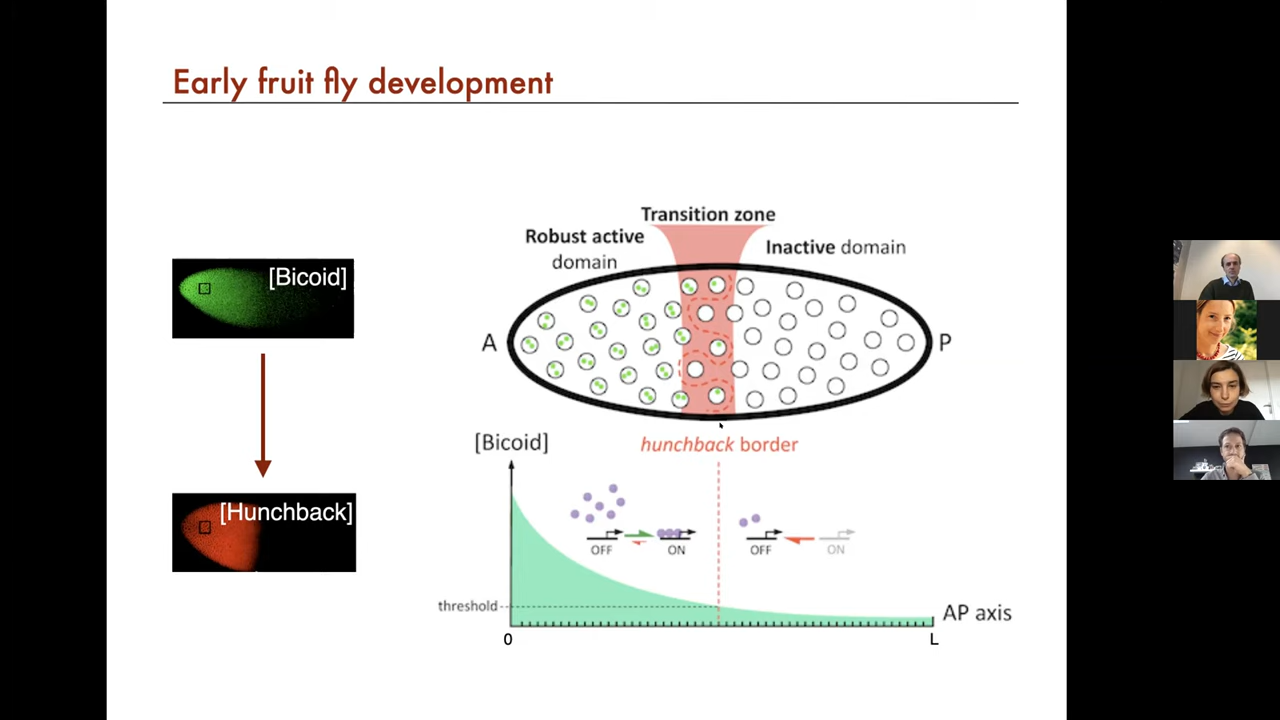 Early fruit fly development
[Bicoid]
[Hunchback]
Transition zone
Robust active
domain
Inactive domain
A
P
[Bicoid]
hunchback border
OFF
ON
OFF
ON
threshold
AP axis
0
L